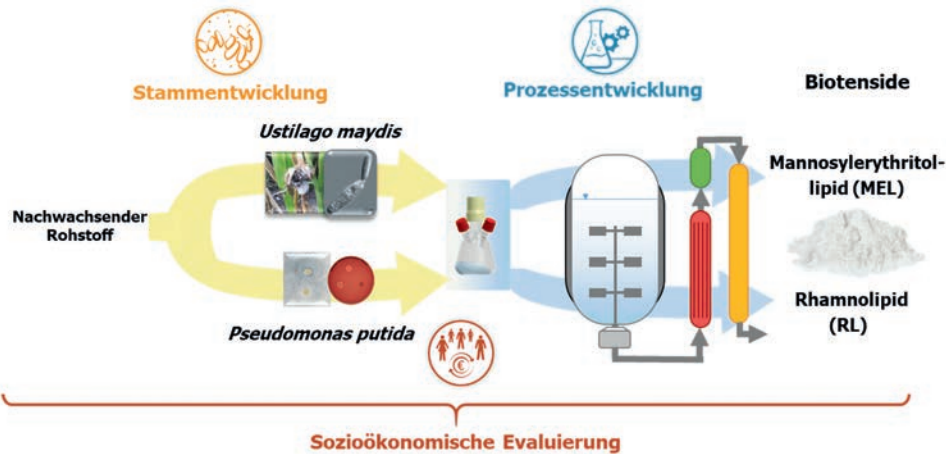 Stammentwicklung
Prozessentwicklung
Biotenside
Ustilago maydis
Mannosylerythritol-
lipid (MEL)
Nachwachsender
Rohstoff
Rhamnolipid
(RL)
Pseudomonas putida
€
Sozioökonomische Evaluierung